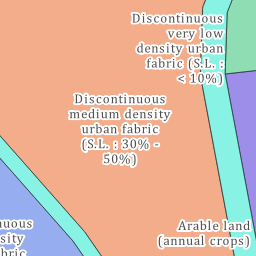 Discontinuous
very low
density urban
fabric (S.L. :
< 10%)
Discontinuous
medium density
urban fabric
(S.L. : 30% -
50%)
Arable land
(annual crops)